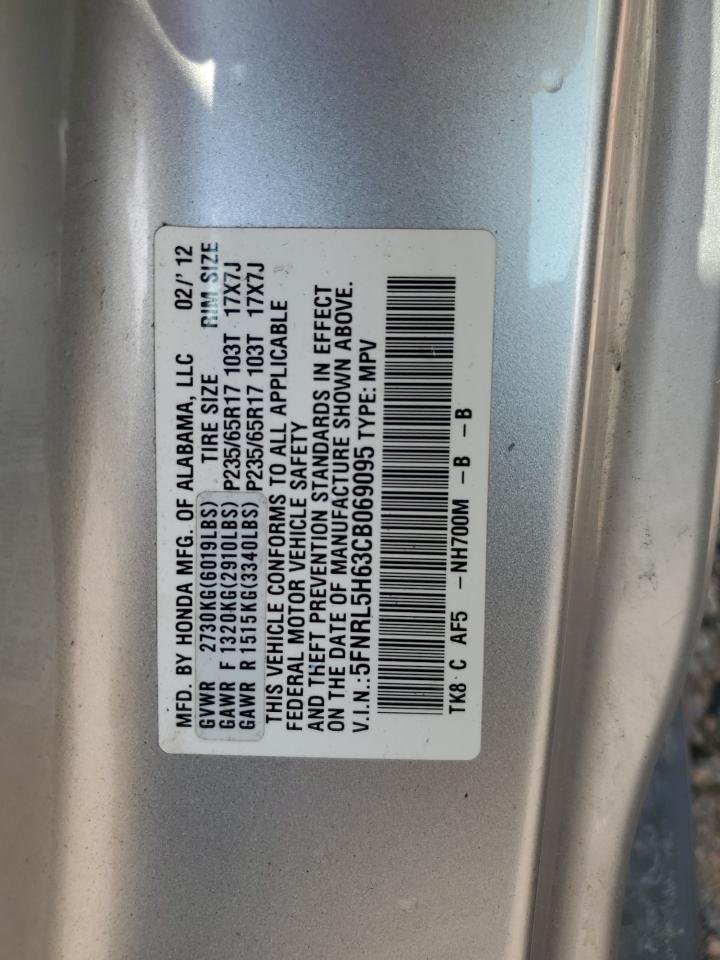 MFD. BY HONDA MFG. OF ALABAMA, LLC 02/'12
GVWR 2730KG(6019LBS) TIRE SIZE RIM SIZE
GAWR F 1320KG(2910LBS) P235/65R17 103T 17X7J
GAWR R 1515KG(3340LBS) P235/65R17 103T 17X7J
THIS VEHICLE CONFORMS TO ALL APPLICABLE
FEDERAL MOTOR VEHICLE SAFETY
AND THEFT PREVENTION STANDARDS IN EFFECT
ON THE DATE OF MANUFACTURE SHOWN ABOVE.
V.I.N.:5FNRL5H63CB069095 TYPE: MPV
TK8 C AF5 -NH700M -B -B